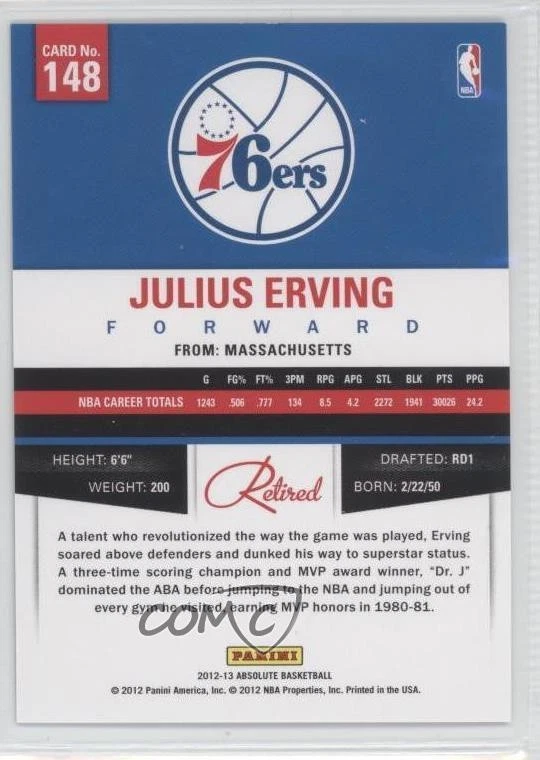 CARD No.
148
NBA
76ers
JULIUS ERVING
FORWARD
FROM: MASSACHUSETTS
G FG% FT% 3PM RPG APG STL BLK PTS PPG
NBA CAREER TOTALS 1243 .506 .777 134 8.5 4.2 2272 1941 30026 24.2
HEIGHT: 6'6"
WEIGHT: 200
Retired
DRAFTED: RD1
BORN: 2/22/50
A talent who revolutionized the way the game was played, Erving
soared above defenders and dunked his way to superstar status.
A three-time scoring champion and MVP award winner, "Dr. J"
dominated the ABA before jumping to the NBA and jumping out of
every gym he visited, earning MVP honors in 1980-81.
COMC
PANINI
2012-13 ABSOLUTE BASKETBALL
© 2012 Panini America, Inc. © 2012 NBA Properties, Inc. Printed in the USA.